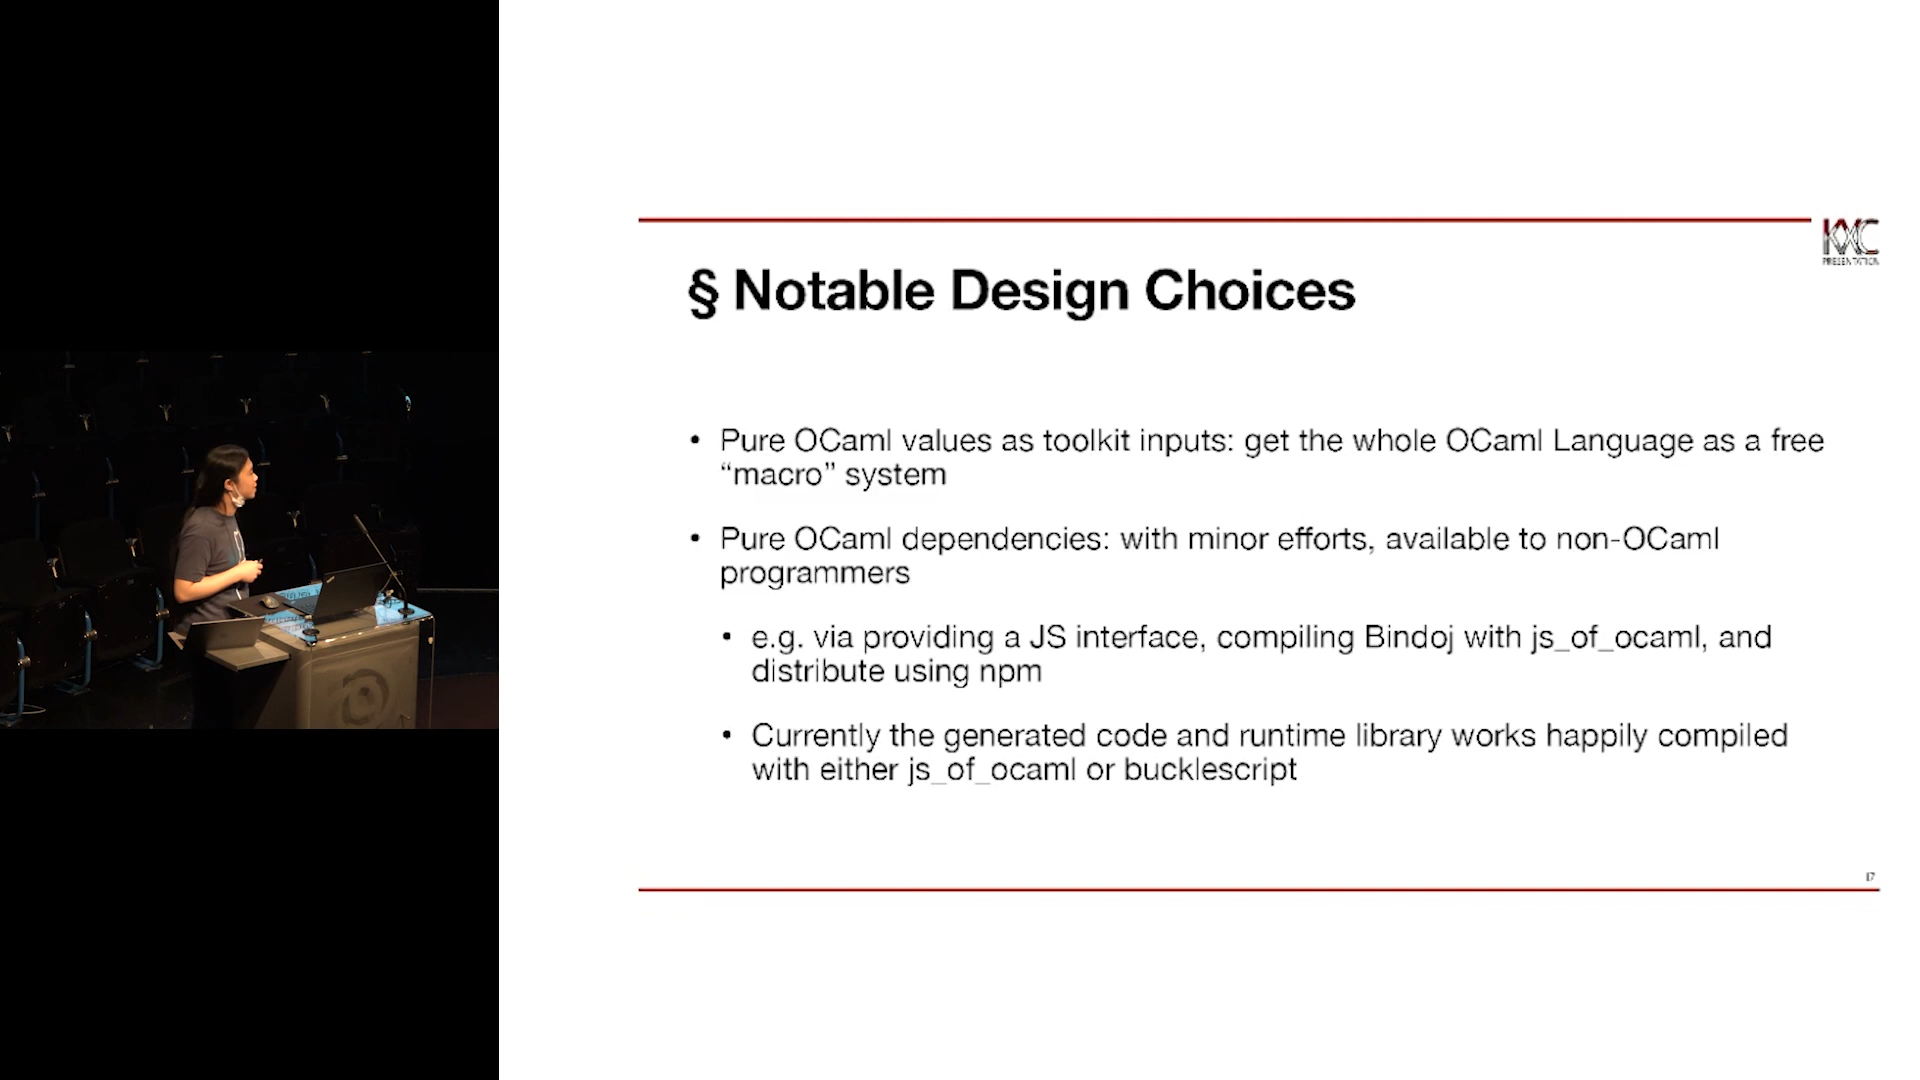 KXC
PRESENTATION
§ Notable Design Choices
• Pure OCaml values as toolkit inputs: get the whole OCaml Language as a free
“macro” system
• Pure OCaml dependencies: with minor efforts, available to non-OCaml
programmers
• e.g. via providing a JS interface, compiling Bindoj with js_of_ocaml, and
distribute using npm
• Currently the generated code and runtime library works happily compiled
with either js_of_ocaml or bucklescript
17